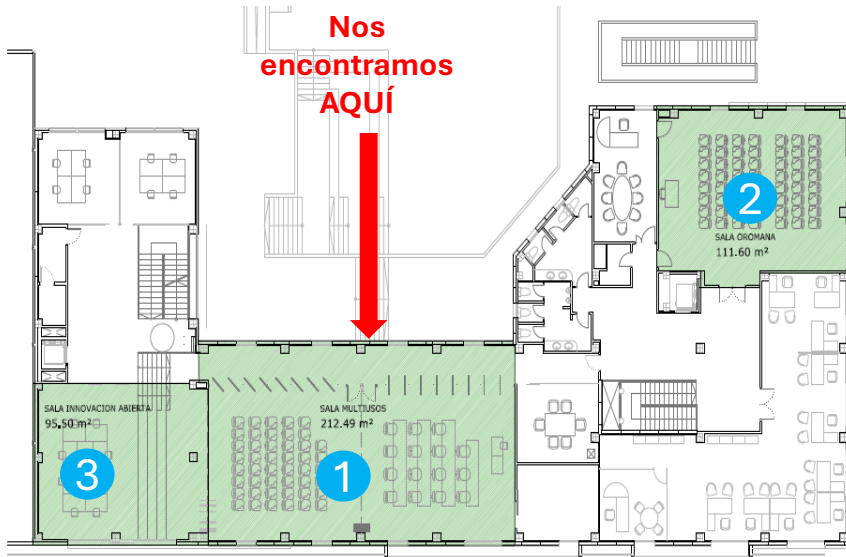 Nos
encontramos
AQUÍ
2
SALA OROMANA
111.60 m²
SALA INNOVACION ABIERTA
95.50 m²
3
SALA MULTIUSOS
212.49 m²
1